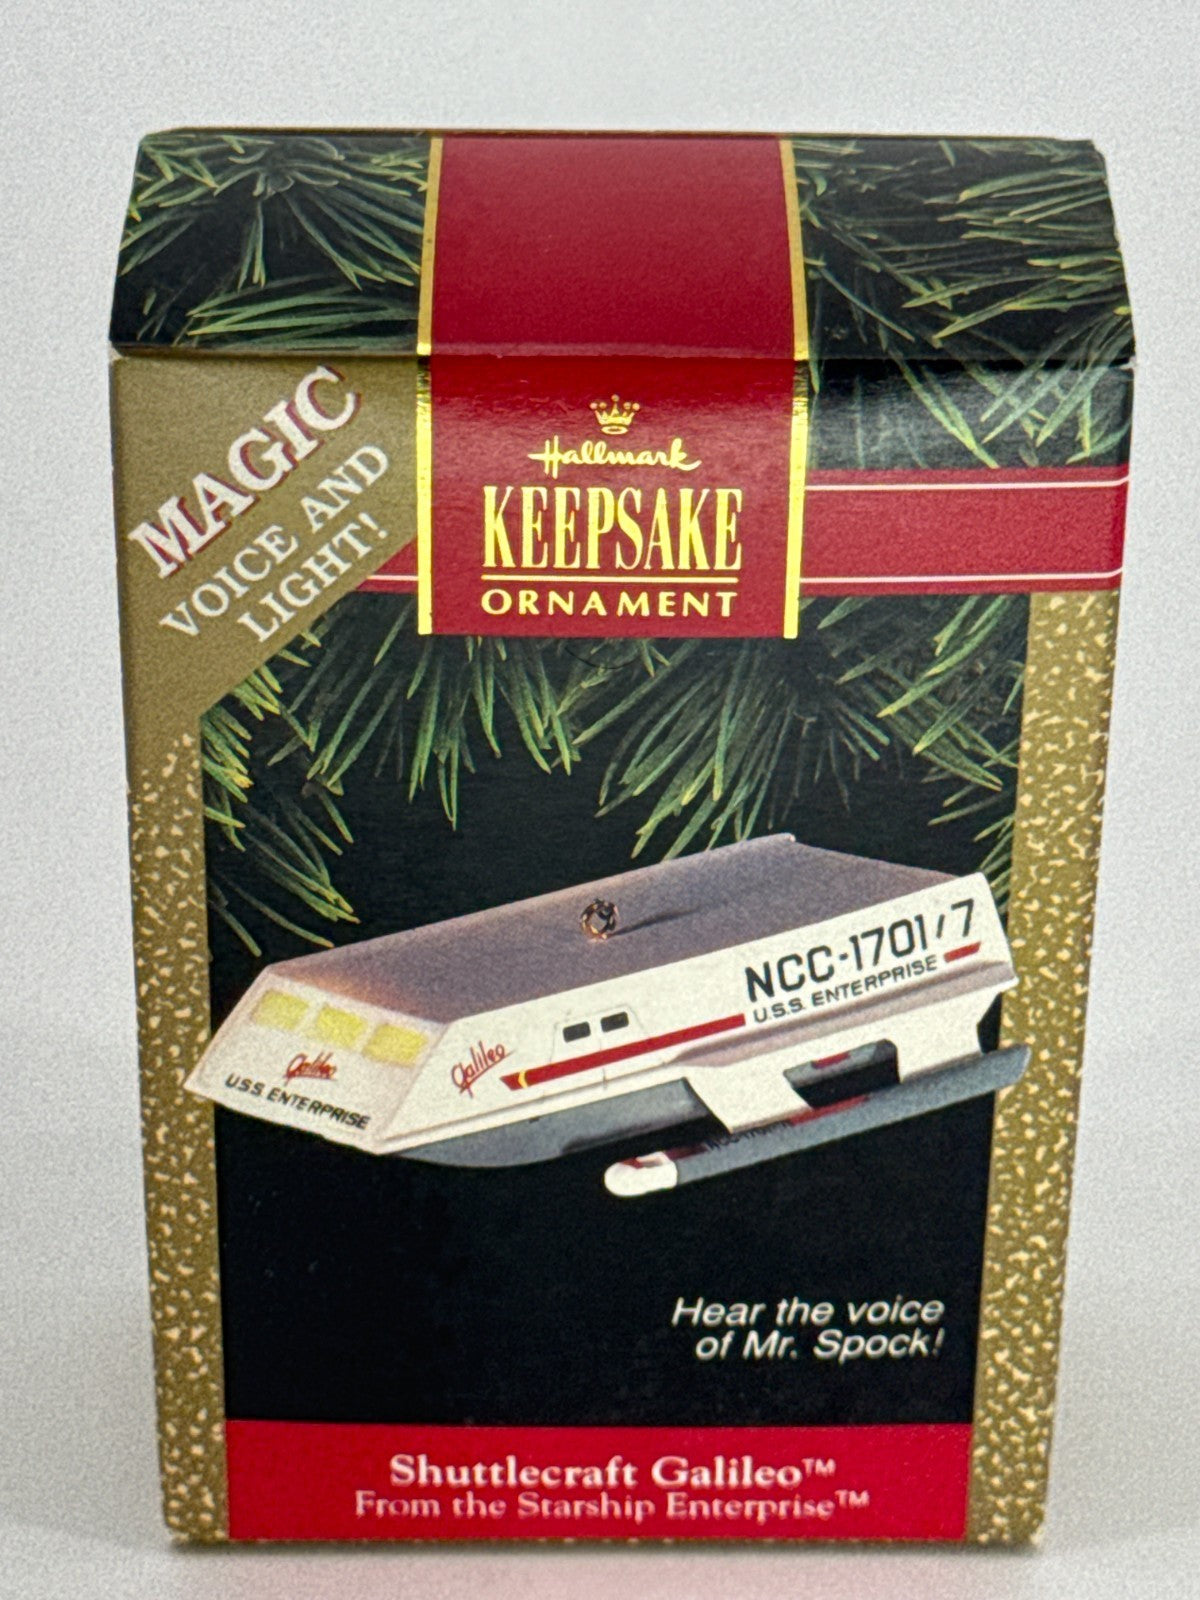 MAGIC
VOICE AND
LIGHT!
Hallmark
KEEPSAKE
ORNAMENT
NCC-1701/7
U.S.S. ENTERPRISE
Galileo
Galileo
U.S.S. ENTERPRISE
Hear the voice
of Mr. Spock!
Shuttlecraft Galileo™
From the Starship Enterprise™